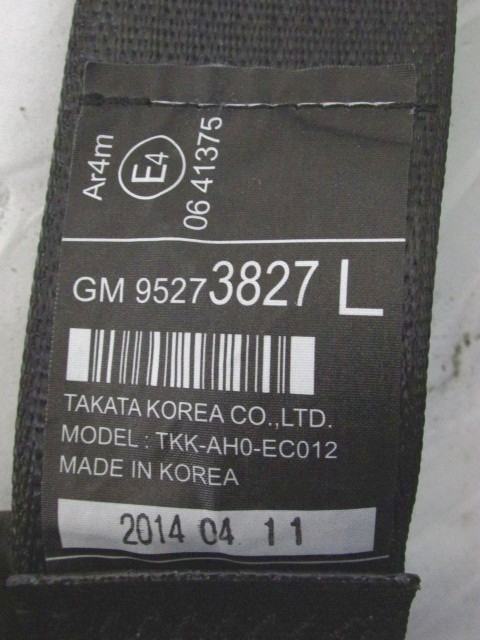 Ar4m
E4
06 41375
GM 95273827 L
TAKATA KOREA CO.,LTD.
MODEL : TKK-AH0-EC012
MADE IN KOREA
2014 04 11